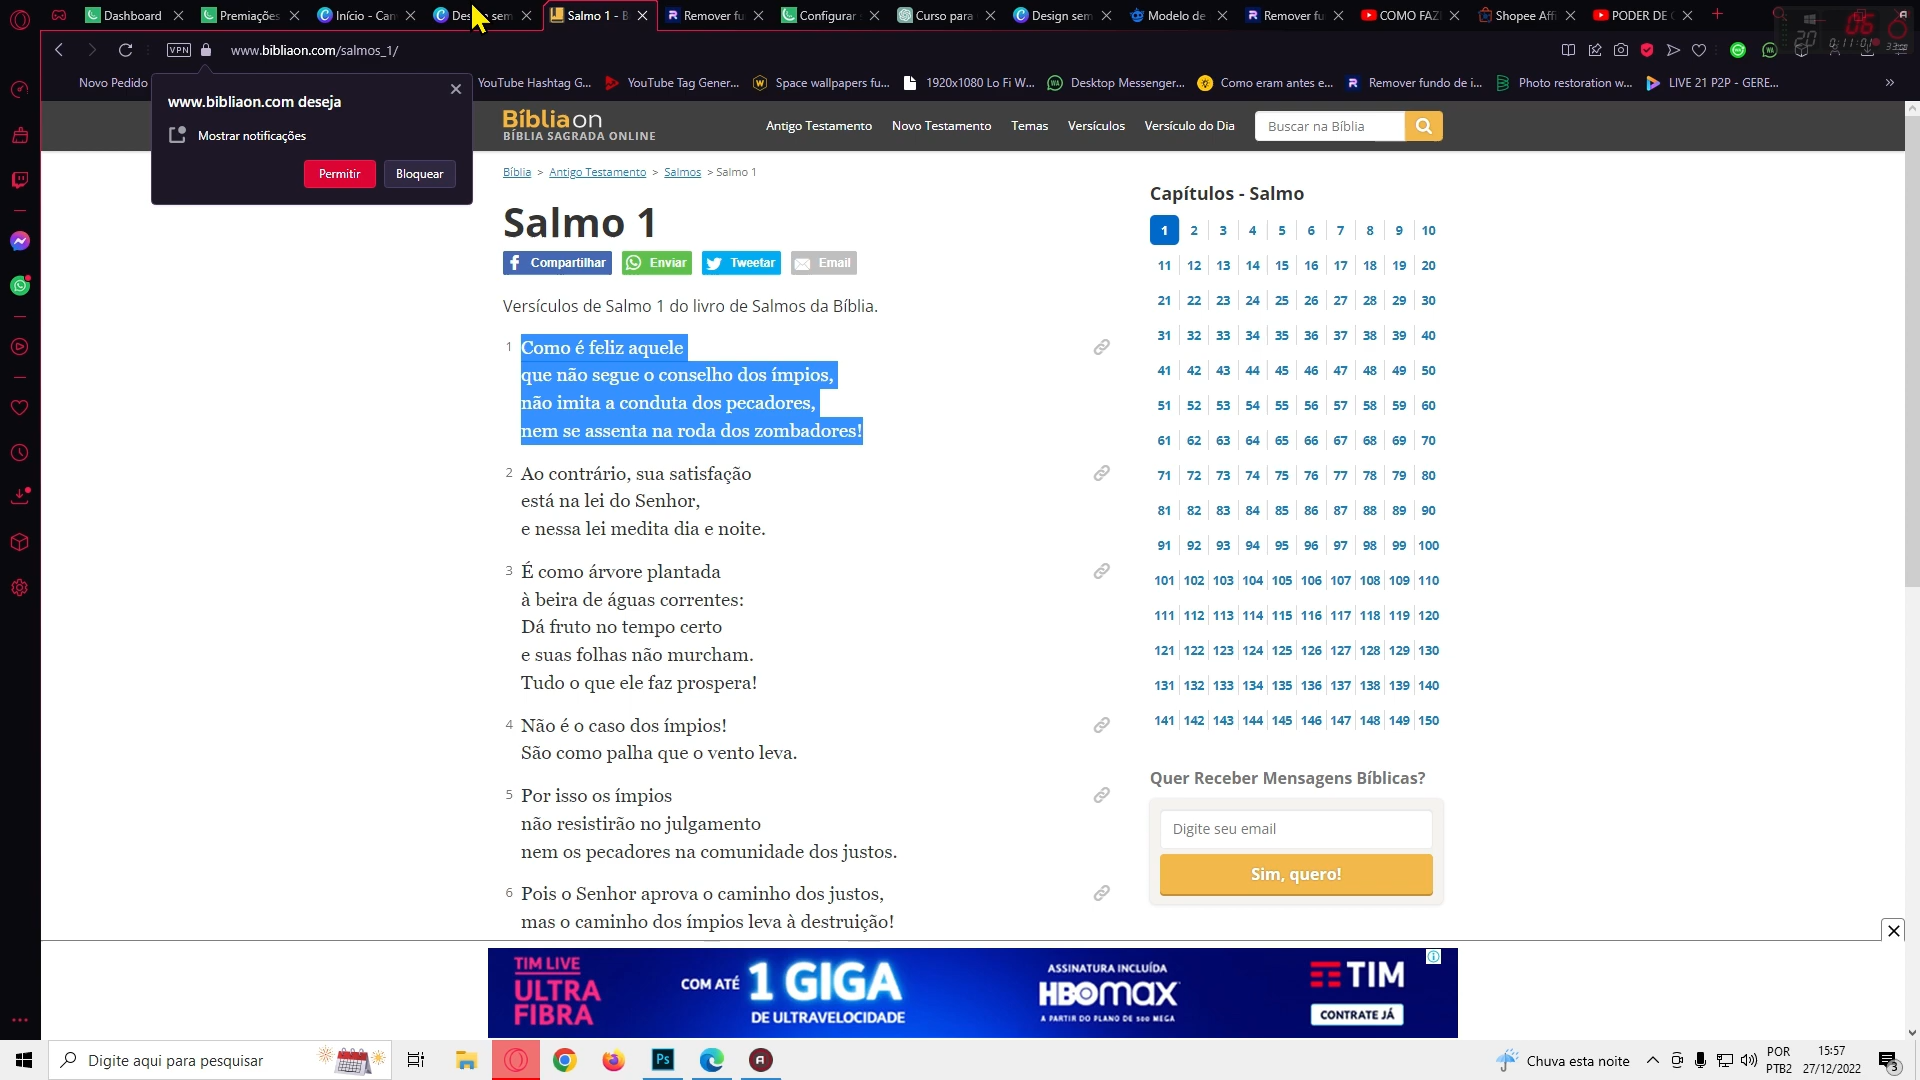 Dashboard
Premiações
Início - Can
Des
sem
Salmo 1 - B
Remover fu
Configurar
Curso para
Design sem
Modelo de
Remover fu
COMO FAZ
Shopee Affi
PODER DE
VPN
www.bibliaon.com/salmos_1/
20
06
0:11:01
Novo Pedido
YouTube Hashtag G...
YouTube Tag Gener...
Space wallpapers fu...
1920x1080 Lo Fi W...
Desktop Messenger...
Como eram antes e...
Remover fundo de i...
Photo restoration w...
LIVE 21 P2P - GERE...
www.bibliaon.com deseja
Mostrar notificações
Permitir
Bloquear
Bíbliaon
BÍBLIA SAGRADA ONLINE
Antigo Testamento
Novo Testamento
Temas
Versículos
Versículo do Dia
Buscar na Bíblia
Bíblia > Antigo Testamento > Salmos > Salmo 1
Salmo 1
Compartilhar
Enviar
Tweetar
Email
Versículos de Salmo 1 do livro de Salmos da Bíblia.
1 Como é feliz aquele
que não segue o conselho dos ímpios,
não imita a conduta dos pecadores,
nem se assenta na roda dos zombadores!
2 Ao contrário, sua satisfação
está na lei do Senhor,
e nessa lei medita dia e noite.
3 É como árvore plantada
à beira de águas correntes:
Dá fruto no tempo certo
e suas folhas não murcham.
Tudo o que ele faz prospera!
4 Não é o caso dos ímpios!
São como palha que o vento leva.
5 Por isso os ímpios
não resistirão no julgamento
nem os pecadores na comunidade dos justos.
6 Pois o Senhor aprova o caminho dos justos,
mas o caminho dos ímpios leva à destruição!
Capítulos - Salmo
1 2 3 4 5 6 7 8 9 10
11 12 13 14 15 16 17 18 19 20
21 22 23 24 25 26 27 28 29 30
31 32 33 34 35 36 37 38 39 40
41 42 43 44 45 46 47 48 49 50
51 52 53 54 55 56 57 58 59 60
61 62 63 64 65 66 67 68 69 70
71 72 73 74 75 76 77 78 79 80
81 82 83 84 85 86 87 88 89 90
91 92 93 94 95 96 97 98 99 100
101 102 103 104 105 106 107 108 109 110
111 112 113 114 115 116 117 118 119 120
121 122 123 124 125 126 127 128 129 130
131 132 133 134 135 136 137 138 139 140
141 142 143 144 145 146 147 148 149 150
Quer Receber Mensagens Bíblicas?
Digite seu email
Sim, quero!
TIM LIVE
ULTRA
FIBRA
COM ATÉ 1 GIGA
DE ULTRAVELOCIDADE
ASSINATURA INCLUÍDA
HBOMAX
A PARTIR DO PLANO DE 500 MEGA
TIM
CONTRATE JÁ
Digite aqui para pesquisar
Ps
Chuva esta noite
POR
PTB2
15:57
27/12/2022
3